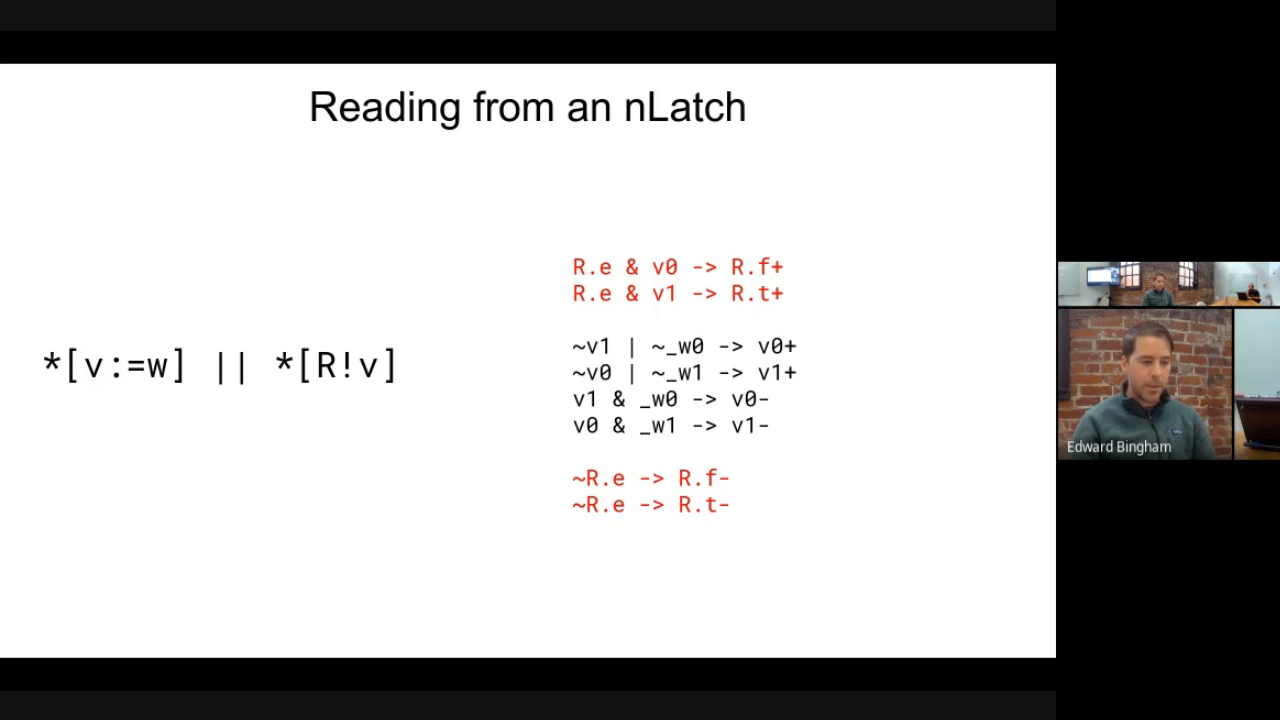 Reading from an nLatch
*[v:=w] || *[R!v]
R.e & v0 -> R.f+
R.e & v1 -> R.t+
~v1 | ~_w0 -> v0+
~v0 | ~_w1 -> v1+
v1 & _w0 -> v0-
v0 & _w1 -> v1-
~R.e -> R.f-
~R.e -> R.t-
Edward Bingham